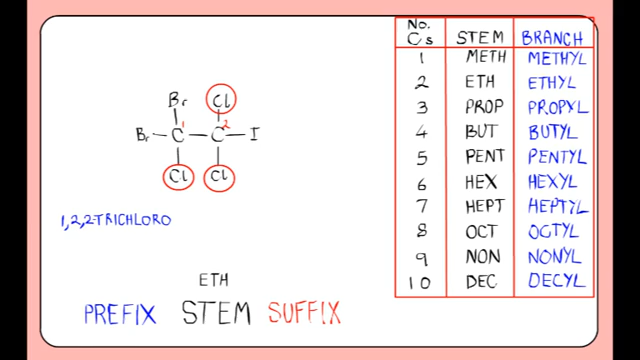 No. Cs STEM BRANCH
1 METH METHYL
2 ETH ETHYL
3 PROP PROPYL
4 BUT BUTYL
5 PENT PENTYL
6 HEX HEXYL
7 HEPT HEPTYL
8 OCT OCTYL
9 NON NONYL
10 DEC DECYL
Br Cl
Br C 1 C 2 I
Cl Cl
1,2,2TRICHLORO
ETH
PREFIX STEM SUFFIX